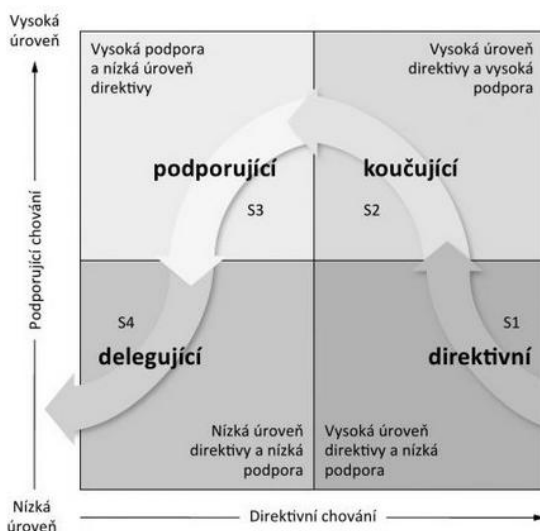 Vysoká
úroveň
Vysoká podpora
a nízká úroveň
direktivy
Vysoká úroveň
direktivy a vysoká
podpora
podporující
koučující
S3
S2
Podporující chování
S4
S1
delegující
direktivní
Nízká úroveň
direktivy a nízká
podpora
Vysoká úroveň
direktivy a nízká
podpora
Nízká
úroveň
Direktivní chování